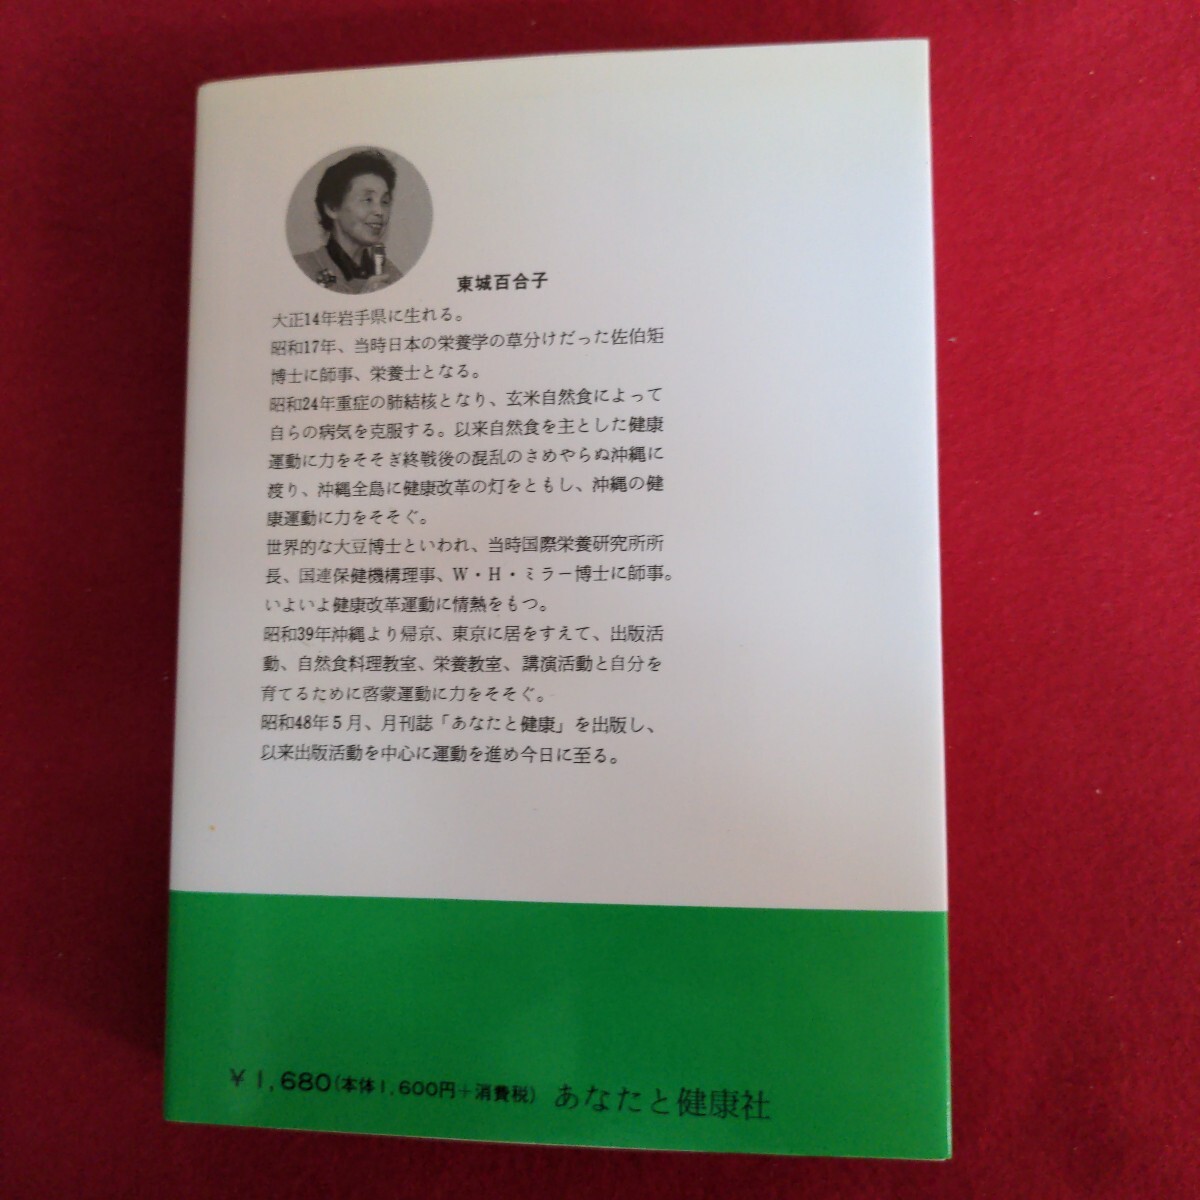 東城百合子
大正14年岩手県に生れる。
昭和17年、当時日本の栄養学の草分けだった佐伯矩
博士に師事、栄養士となる。
昭和24年重症の肺結核となり、玄米自然食によって
自らの病気を克服する。以来自然食を主とした健康
運動に力をそそぎ終戦後の混乱のさめやらぬ沖縄に
渡り、沖縄全島に健康改革の灯をともし、沖縄の健
康運動に力をそそぐ。
世界的な大豆博士といわれ、当時国際栄養研究所所
長、国連保健機構理事、W・H・ミラー博士に師事。
いよいよ健康改革運動に情熱をもつ。
昭和39年沖縄より帰京、東京に居をすえて、出版活
動、自然食料理教室、栄養教室、講演活動と自分を
育てるために啓蒙運動に力をそそぐ。
昭和48年5月、月刊誌「あなたと健康」を出版し、
以来出版活動を中心に運動を進め今日に至る。
¥1,680(本体1,600円+消費税) あなたと健康社